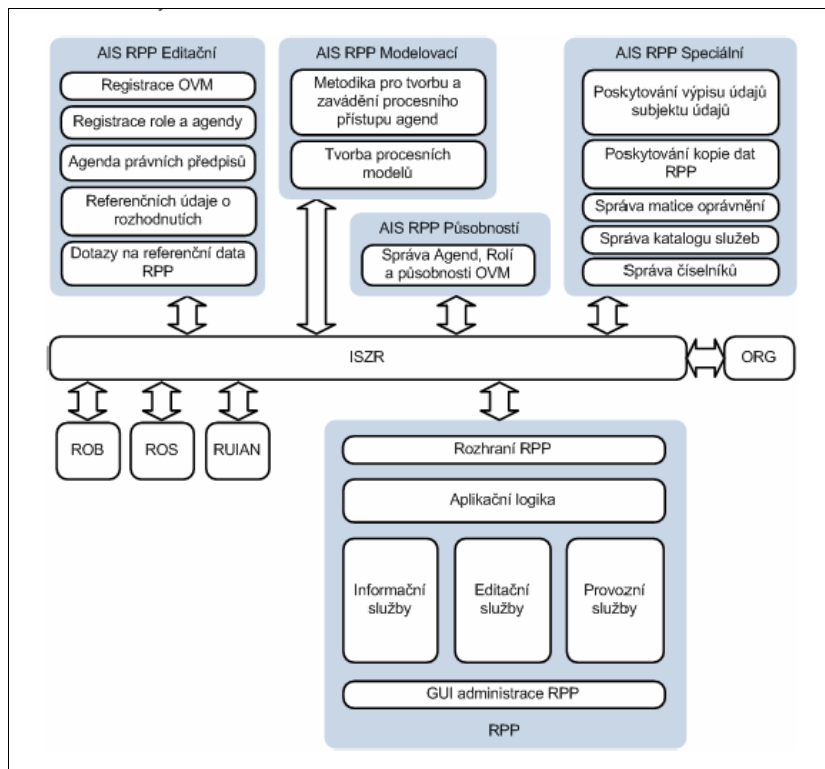 AIS RPP Editační
Registrace OVM
Registrace role a agendy
Agenda právních předpisů
Referenčních údaje o
rozhodnutích
Dotazy na referenční data
RPP
AIS RPP Modelovací
Metodika pro tvorbu a
zavádění procesního
přístupu agend
Tvorba procesních
modelů
AIS RPP Působností
Správa Agend, Rolí
a působnosti OVM
AIS RPP Speciální
Poskytování výpisu údajů
subjektu údajů
Poskytování kopie dat
RPP
Správa matice oprávnění
Správa katalogu služeb
Správa číselníků
ISZR
ORG
ROB
ROS
RUIAN
Rozhraní RPP
Aplikační logika
Informační
služby
Editační
služby
Provozní
služby
GUI administrace RPP
RPP